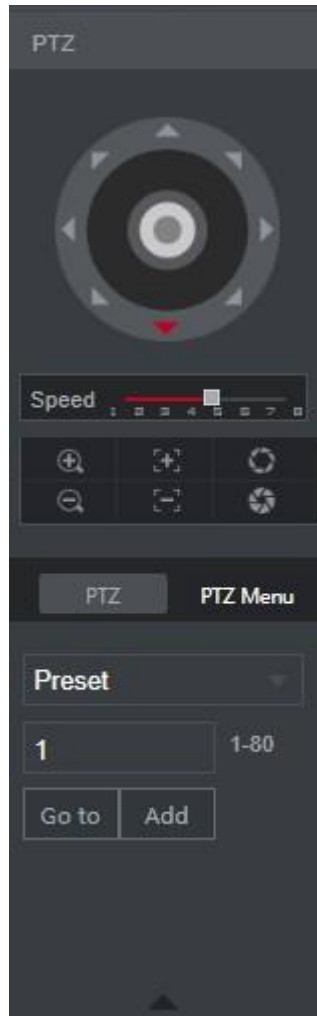 PTZ
Speed 1 2 3 4 5 6 7 8
PTZ PTZ Menu
Preset
1 1-80
Go to Add